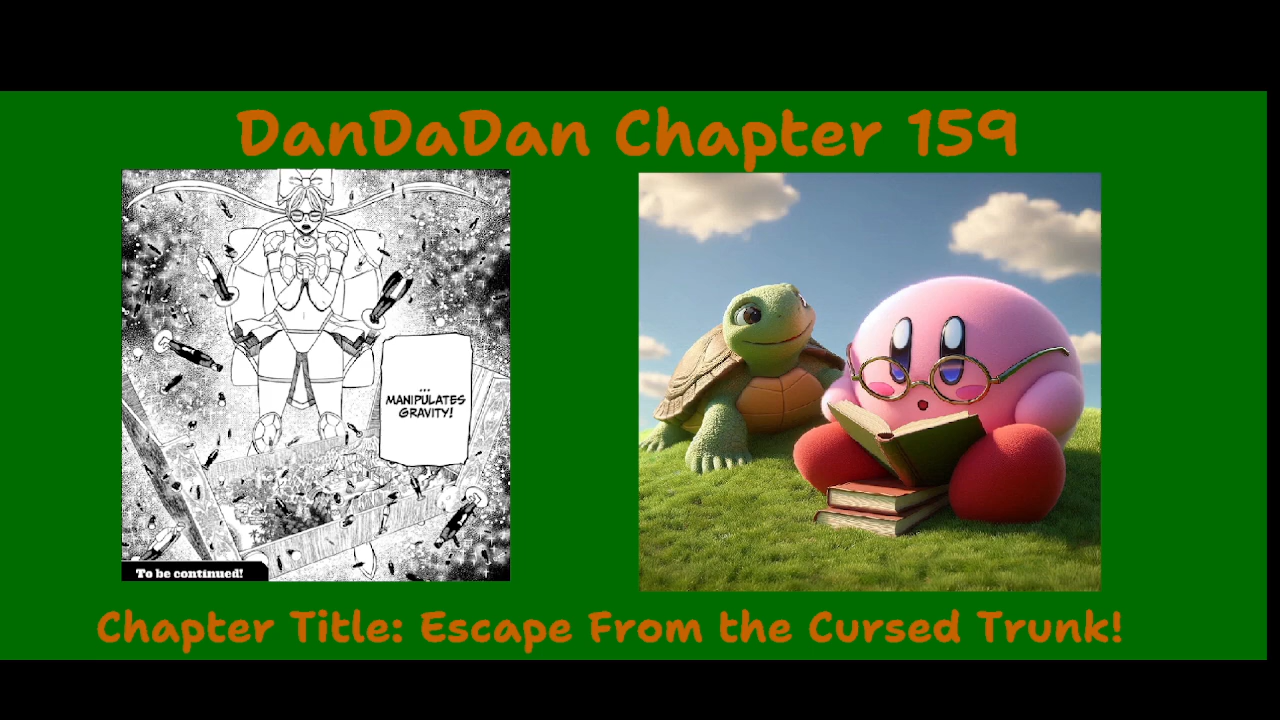 DanDaDan Chapter 159
...
MANIPULATES
GRAVITY!
To be continued!
Chapter Title: Escape From the Cursed Trunk!